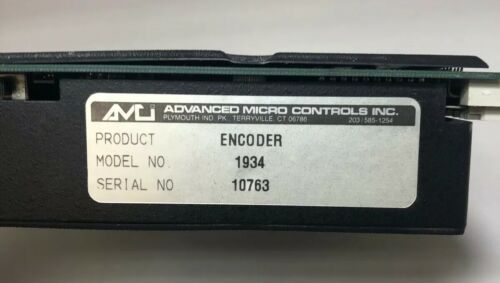 AMCi ADVANCED MICRO CONTROLS INC.
PLYMOUTH IND. PK. TERRYVILLE, CT 06786 203/585-1254
PRODUCT ENCODER
MODEL NO. 1934
SERIAL NO 10763